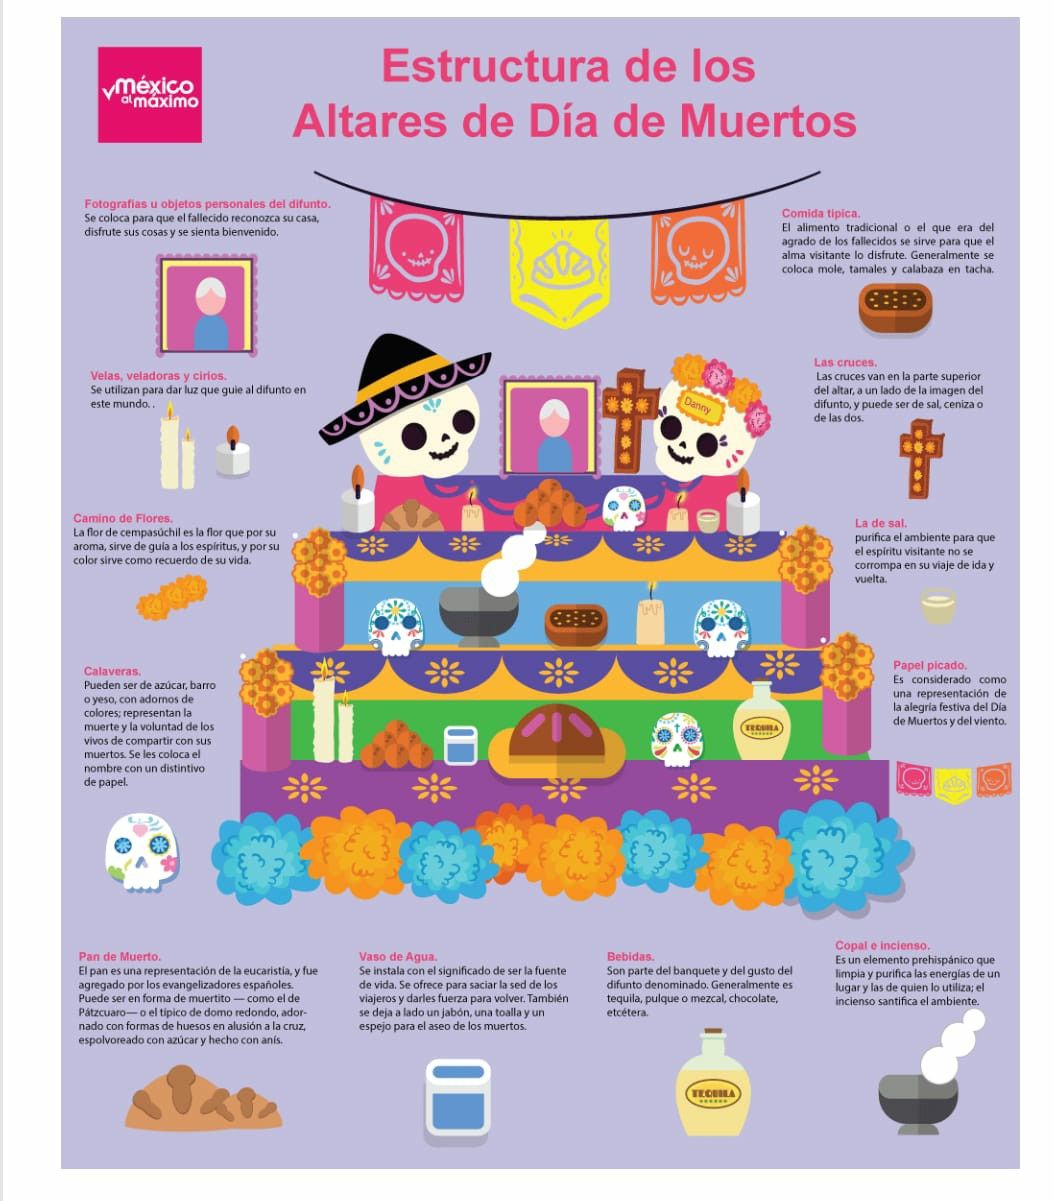 México
al máximo
Estructura de los
Altares de Día de Muertos
Fotografías u objetos personales del difunto.
Se coloca para que el fallecido reconozca su casa,
disfrute sus cosas y se sienta bienvenido.
Comida típica.
El alimento tradicional o el que era del
agrado de los fallecidos se sirve para que el
alma visitante lo disfrute. Generalmente se
coloca mole, tamales y calabaza en tacha.
Velas, veladoras y cirios.
Se utilizan para dar luz que guie al difunto en
este mundo. .
Las cruces.
Las cruces van en la parte superior
del altar, a un lado de la imagen del
difunto, y puede ser de sal, ceniza o
de las dos.
Danny
Camino de Flores.
La flor de cempasúchil es la flor que por su
aroma, sirve de guía a los espíritus, y por su
color sirve como recuerdo de su vida.
La de sal.
purifica el ambiente para que
el espíritu visitante no se
corrompa en su viaje de ida y
vuelta.
Calaveras.
Pueden ser de azúcar, barro
o yeso, con adornos de
colores; representan la
muerte y la voluntad de los
vivos de compartir con sus
muertos. Se les coloca el
nombre con un distintivo
de papel.
Papel picado.
Es considerado como
una representación de
la alegría festiva del Día
de Muertos y del viento.
TEQUILA
Pan de Muerto.
El pan es una representación de la eucaristía, y fue
agregado por los evangelizadores españoles.
Puede ser en forma de muertito — como el de
Pátzcuaro— o el típico de domo redondo, ador-
nado con formas de huesos en alusión a la cruz,
espolvoreado con azúcar y hecho con anís.
Vaso de Agua.
Se instala con el significado de ser la fuente
de vida. Se ofrece para saciar la sed de los
viajeros y darles fuerza para volver. También
se deja a lado un jabón, una toalla y un
espejo para el aseo de los muertos.
Bebidas.
Son parte del banquete y del gusto del
difunto denominado. Generalmente es
tequila, pulque o mezcal, chocolate,
etcétera.
Copal e incienso.
Es un elemento prehispánico que
limpia y purifica las energías de un
lugar y las de quien lo utiliza; el
incienso santifica el ambiente.
TEQUILA